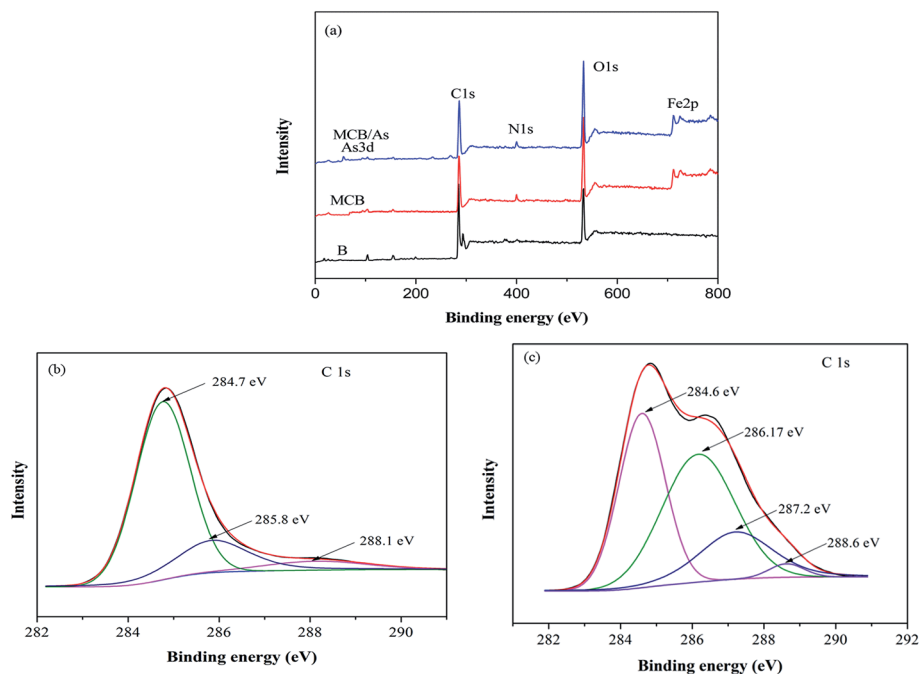 (a)
O1s
C1s
Fe2p
N1s
MCB/As
As3d
MCB
B
Intensity
0 200 400 600 800
Binding energy (eV)
(b)
C 1s
284.7 eV
285.8 eV
288.1 eV
Intensity
282 284 286 288 290
Binding energy (eV)
(c)
C 1s
284.6 eV
286.17 eV
287.2 eV
288.6 eV
Intensity
282 284 286 288 290 292
Binding energy (eV)